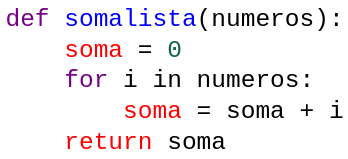 def somalista(numeros):
    soma = 0
    for i in numeros:
        soma = soma + i
    return soma